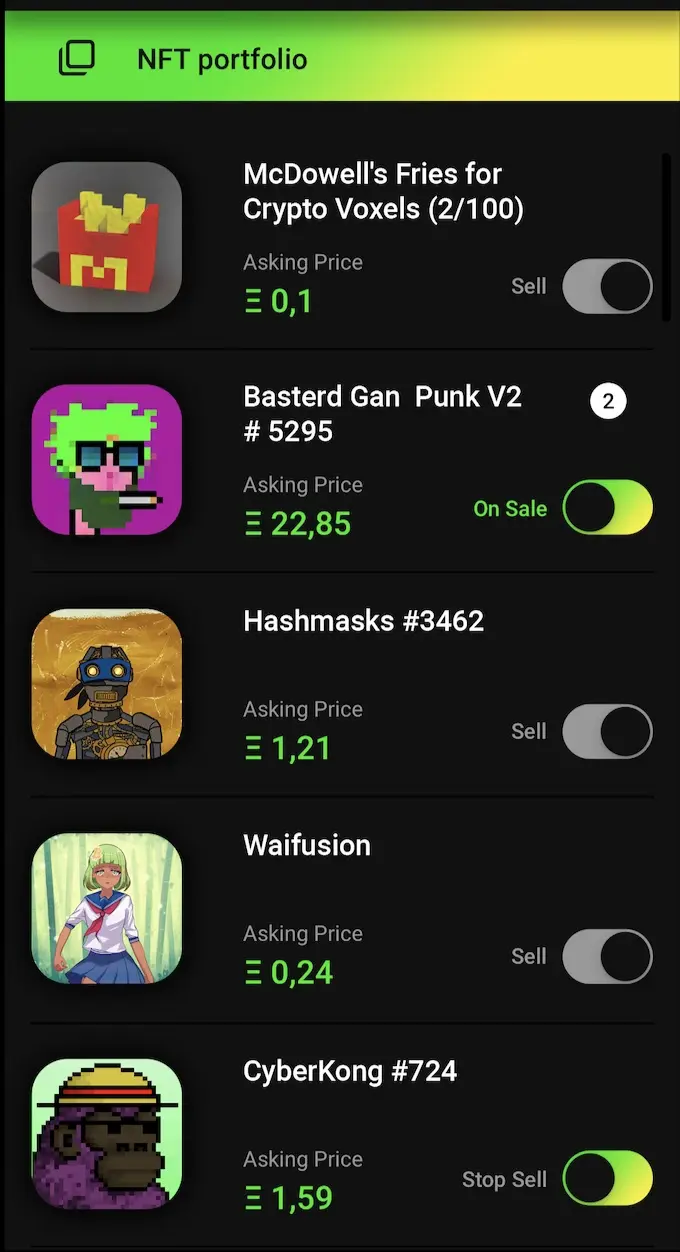 NFT portfolio
McDowell's Fries for
Crypto Voxels (2/100)
Asking Price
Sell
Ξ 0,1
Basterd Gan  Punk V2
2
# 5295
Asking Price
On Sale
Ξ 22,85
Hashmasks #3462
Asking Price
Sell
Ξ 1,21
Waifusion
Asking Price
Sell
Ξ 0,24
CyberKong #724
Asking Price
Stop Sell
Ξ 1,59